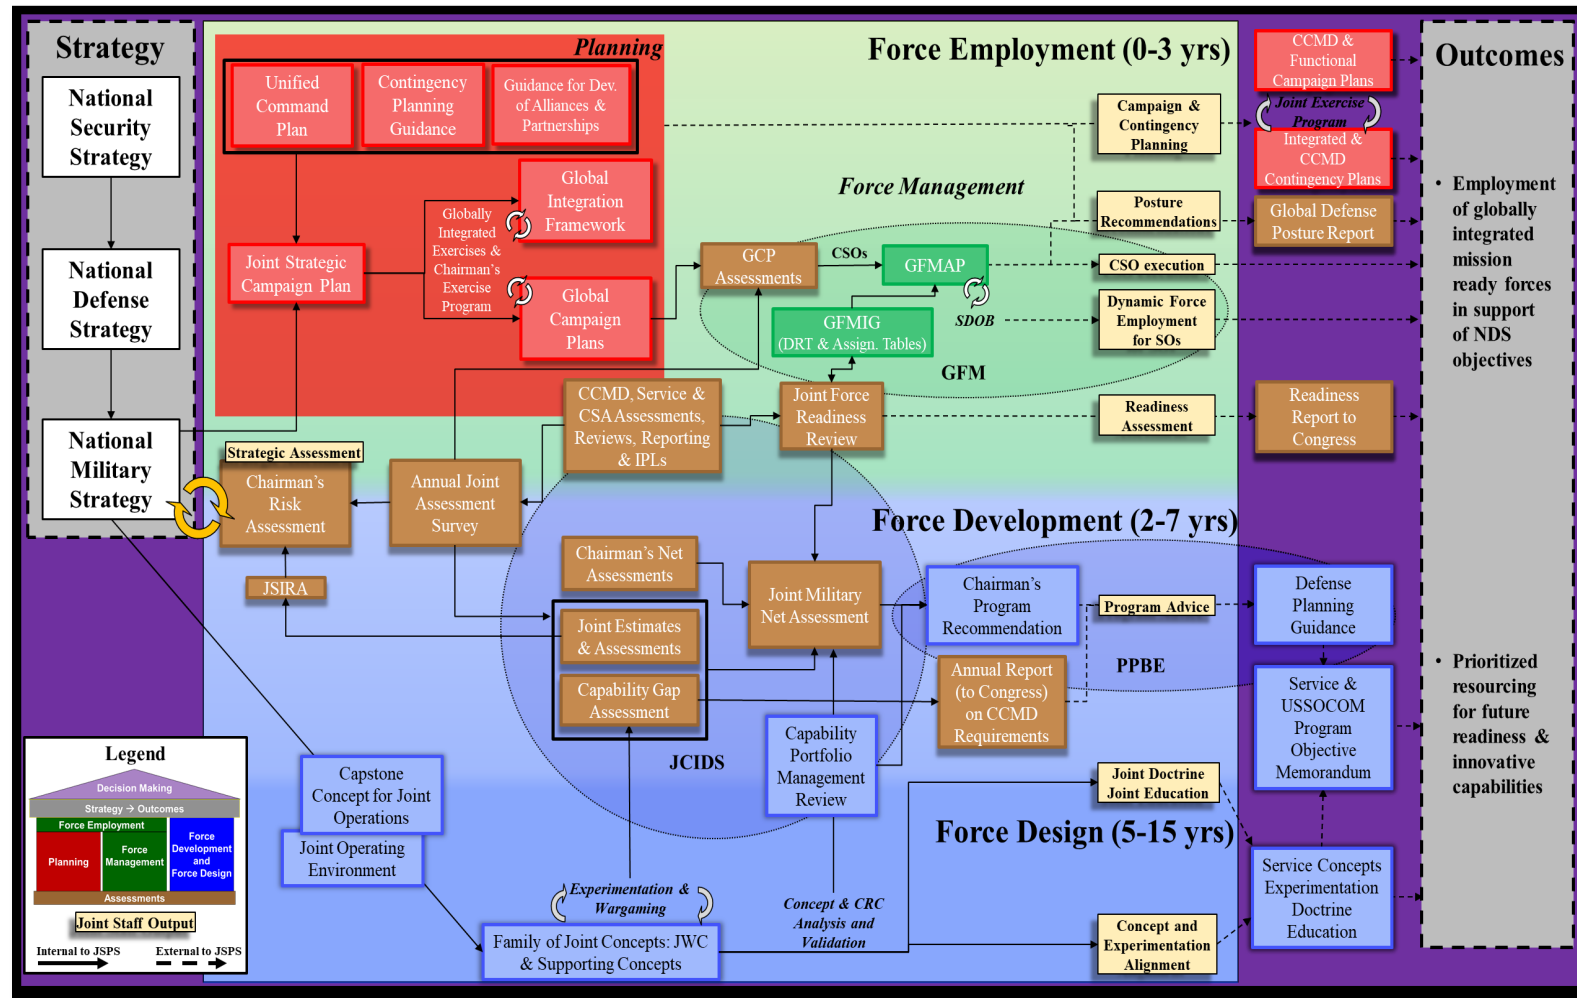 Strategy
National
Security
Strategy
National
Defense
Strategy
National
Military
Strategy
Planning
Unified
Command
Plan
Contingency
Planning
Guidance
Guidance for Dev.
of Alliances &
Partnerships
Joint Strategic
Campaign Plan
Globally
Integrated
Exercises &
Chairman's
Exercise
Program
Global
Integration
Framework
Global
Campaign
Plans
Force Employment (0-3 yrs)
Force Management
GCP
Assessments
CSOs
GFMAP
SDOB
GFMIG
(DRT & Assign. Tables)
GFM
Campaign &
Contingency
Planning
Posture
Recommendations
CSO execution
Dynamic Force
Employment
for SOs
Readiness
Assessment
CCMD &
Functional
Campaign Plans
Joint Exercise
Program
Integrated &
CCMD
Contingency Plans
Global Defense
Posture Report
Readiness
Report to
Congress
Outcomes
• Employment
of globally
integrated
mission
ready forces
in support
of NDS
objectives
• Prioritized
resourcing
for future
readiness &
innovative
capabilities
Strategic Assessment
Chairman's
Risk
Assessment
Annual Joint
Assessment
Survey
CCMD, Service &
CSA Assessments,
Reviews, Reporting
& IPLs
Joint Force
Readiness
Review
JSIRA
Force Development (2-7 yrs)
Chairman's Net
Assessments
Joint Estimates
& Assessments
Capability Gap
Assessment
JCIDS
Joint Military
Net Assessment
Capability
Portfolio
Management
Review
Chairman's
Program
Recommendation
Annual Report
(to Congress)
on CCMD
Requirements
Program Advice
PPBE
Defense
Planning
Guidance
Service &
USSOCOM
Program
Objective
Memorandum
Force Design (5-15 yrs)
Capstone
Concept for Joint
Operations
Joint Operating
Environment
Experimentation &
Wargaming
Family of Joint Concepts: JWC
& Supporting Concepts
Concept & CRC
Analysis and
Validation
Joint Doctrine
Joint Education
Concept and
Experimentation
Alignment
Service Concepts
Experimentation
Doctrine
Education
Legend
Decision Making
Strategy → Outcomes
Force Employment
Planning
Force
Management
Force
Development
and
Force Design
Assessments
Joint Staff Output
Internal to JSPS
External to JSPS